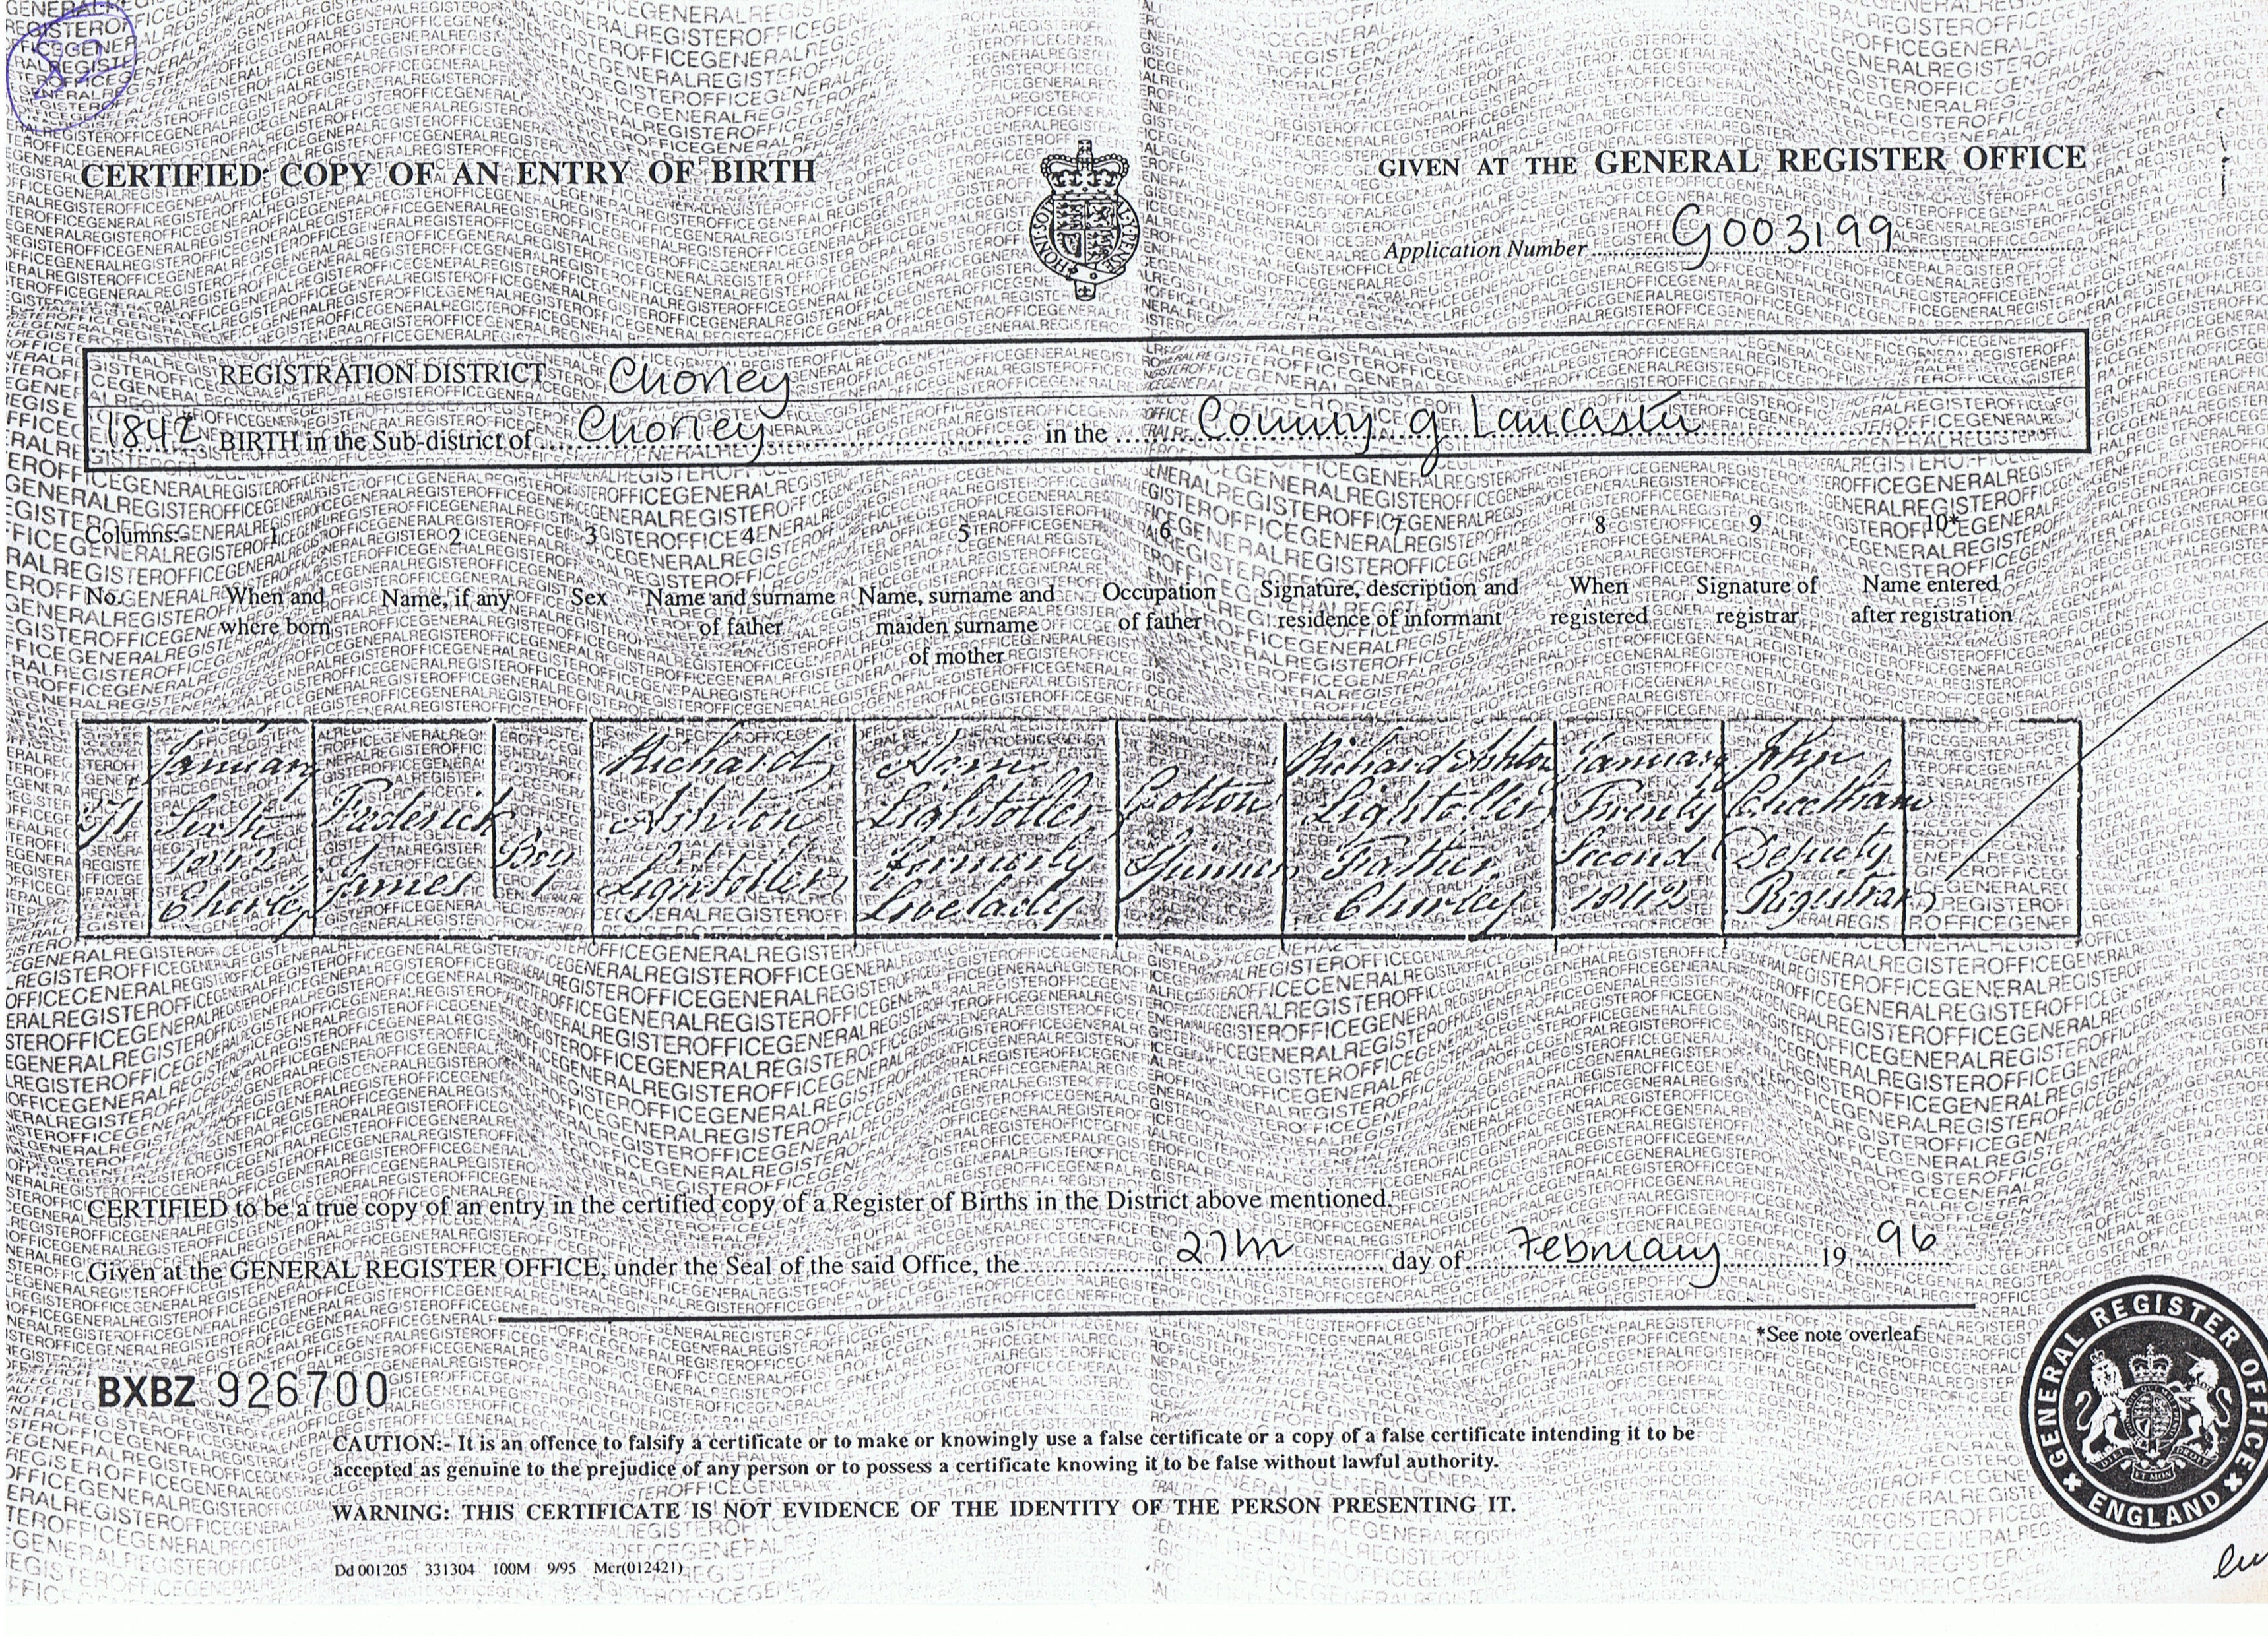 82
CERTIFIED COPY OF AN ENTRY OF BIRTH
GIVEN AT THE GENERAL REGISTER OFFICE
Application Number G003199
REGISTRATION DISTRICT Chorley
1842 BIRTH in the Sub-district of Chorley in the County of Lancaster
Columns: 1 2 3 4 5 6 7 8 9 10*
No. When and Name, if any Sex Name and surname Name, surname and Occupation Signature, description and When Signature of Name entered
where born of father maiden surname of father residence of informant registered registrar after registration
of mother
January Richard Ann Richard Ashton January John
Sixth Frederick Ashton Lightoller Cotton Lightoller Twenty Cheetham
1842 James Boy Lightoller formerly Spinner Father Second Deputy
Chorley Lovelady Chorley 1842 Registrar
CERTIFIED to be a true copy of an entry in the certified copy of a Register of Births in the District above mentioned.
Given at the GENERAL REGISTER OFFICE, under the Seal of the said Office, the 27th day of February 19 96
*See note overleaf
BXBZ 926700
CAUTION:- It is an offence to falsify a certificate or to make or knowingly use a false certificate or a copy of a false certificate intending it to be
accepted as genuine to the prejudice of any person or to possess a certificate knowing it to be false without lawful authority.
WARNING: THIS CERTIFICATE IS NOT EVIDENCE OF THE IDENTITY OF THE PERSON PRESENTING IT.
Dd 001205 331304 100M 9/95 Mcr(012421)
GENERAL REGISTER OFFICE
ENGLAND